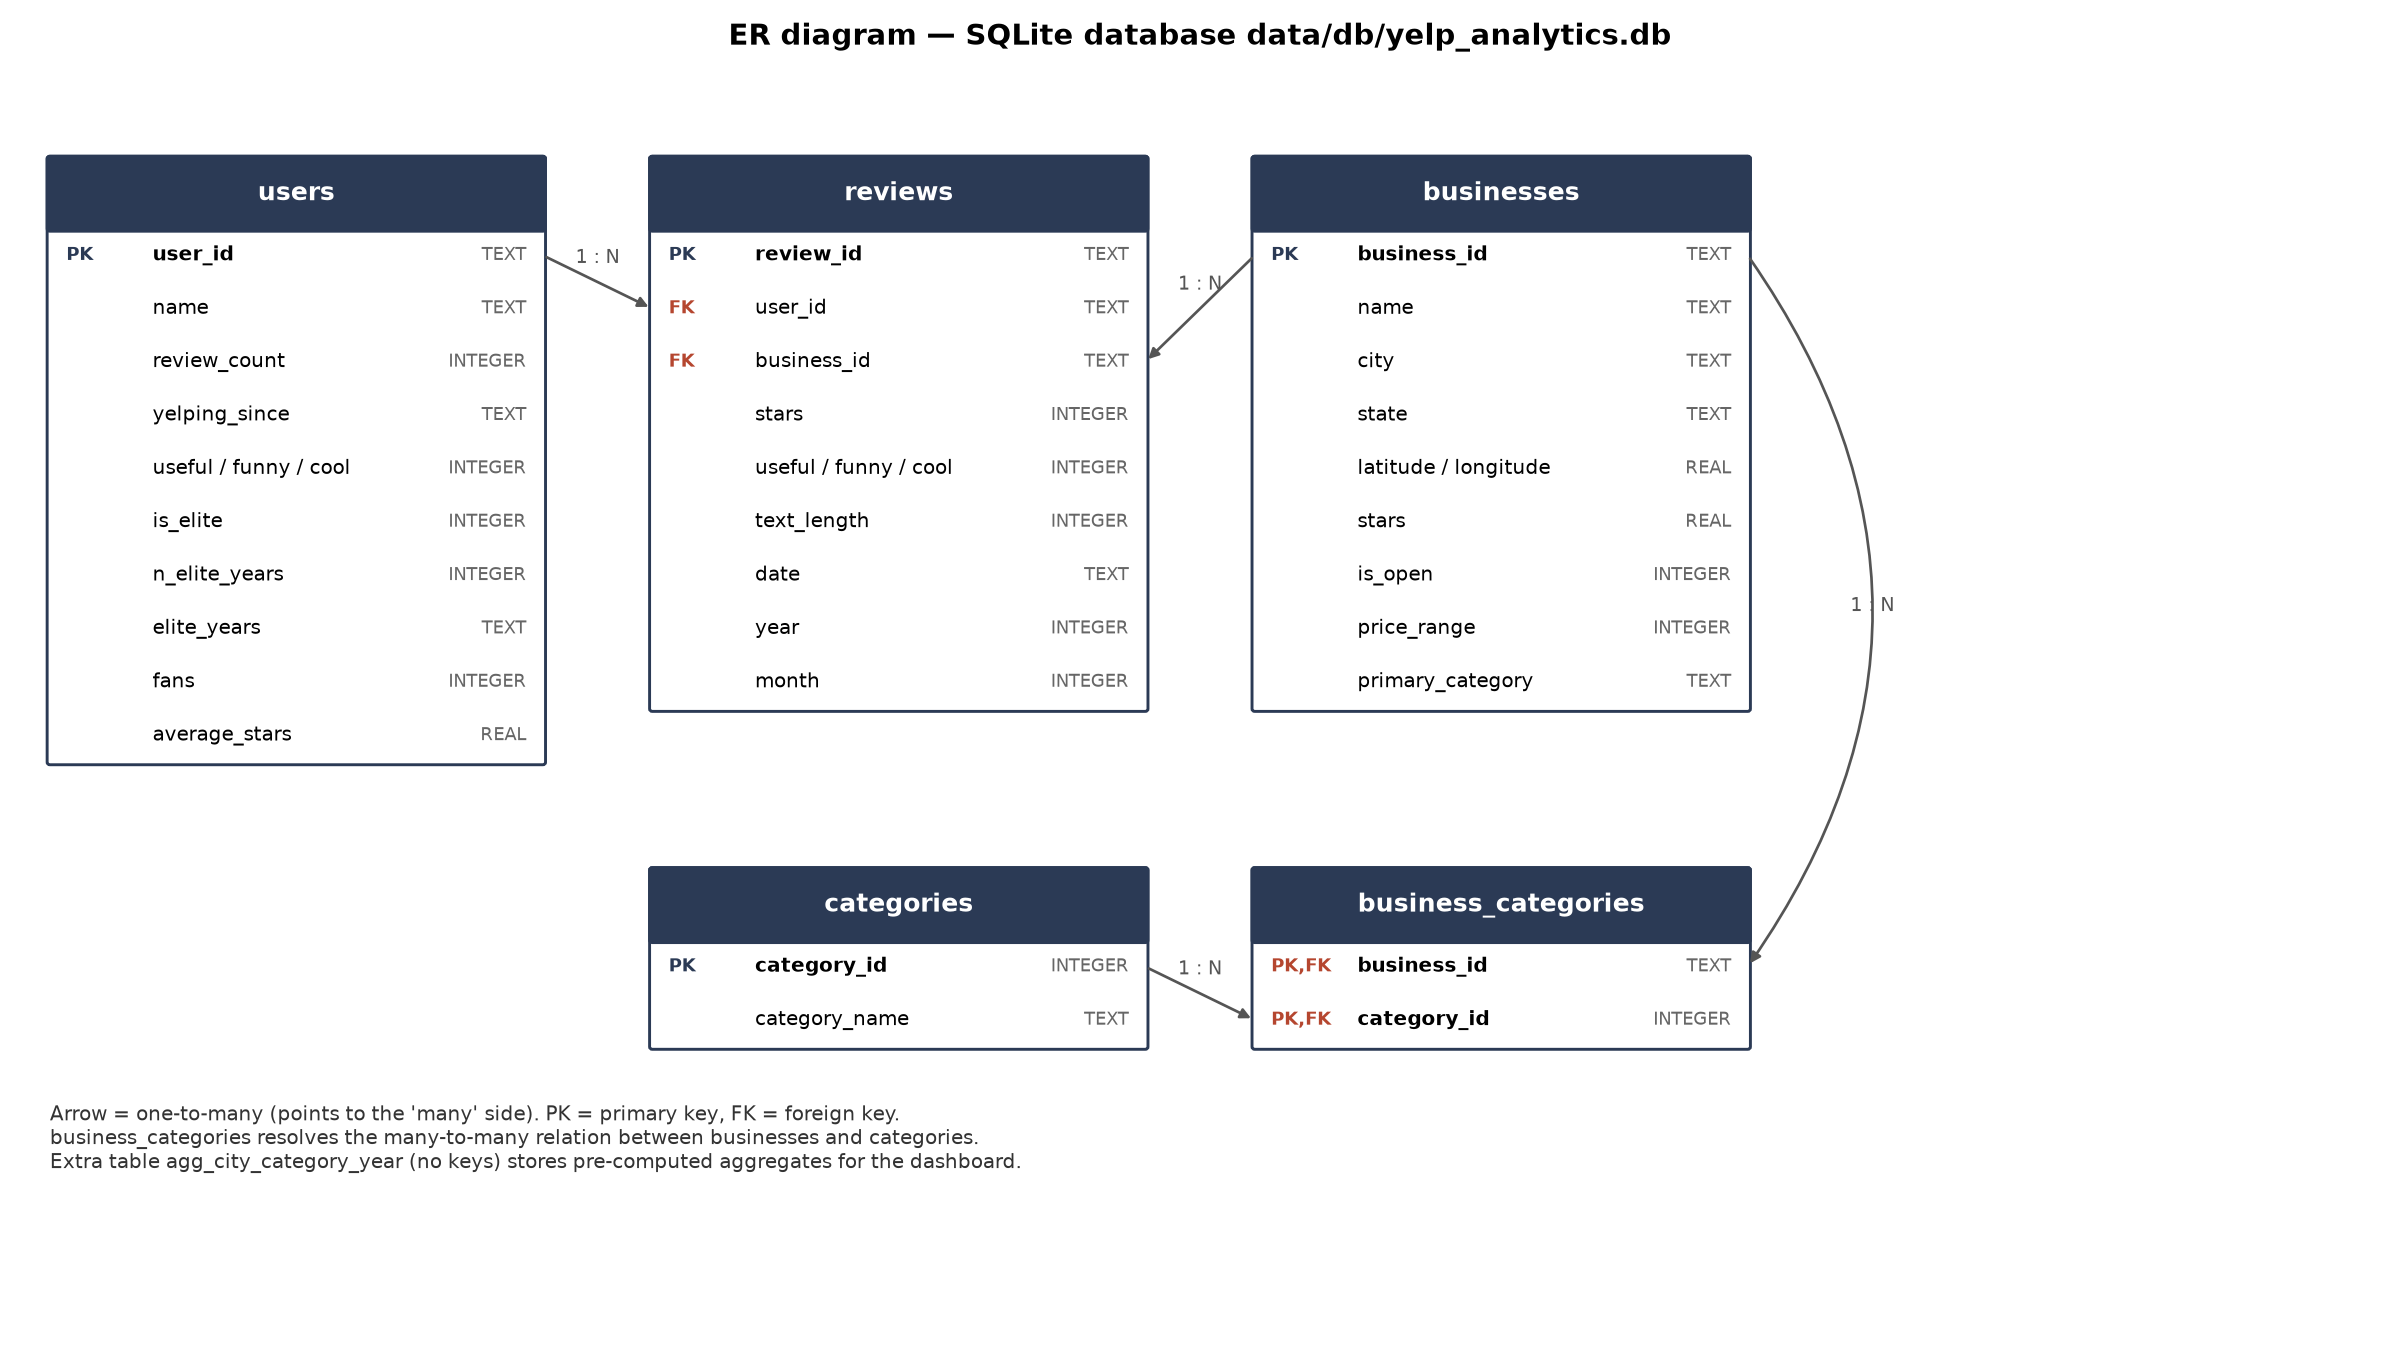 ER diagram — SQLite database data/db/yelp_analytics.db
users
PK user_id TEXT
name TEXT
review_count INTEGER
yelping_since TEXT
useful / funny / cool INTEGER
is_elite INTEGER
n_elite_years INTEGER
elite_years TEXT
fans INTEGER
average_stars REAL
1 : N
reviews
PK review_id TEXT
FK user_id TEXT
FK business_id TEXT
stars INTEGER
useful / funny / cool INTEGER
text_length INTEGER
date TEXT
year INTEGER
month INTEGER
1 : N
businesses
PK business_id TEXT
name TEXT
city TEXT
state TEXT
latitude / longitude REAL
stars REAL
is_open INTEGER
price_range INTEGER
primary_category TEXT
1 : N
categories
PK category_id INTEGER
category_name TEXT
1 : N
business_categories
PK,FK business_id TEXT
PK,FK category_id INTEGER
Arrow = one-to-many (points to the 'many' side). PK = primary key, FK = foreign key.
business_categories resolves the many-to-many relation between businesses and categories.
Extra table agg_city_category_year (no keys) stores pre-computed aggregates for the dashboard.